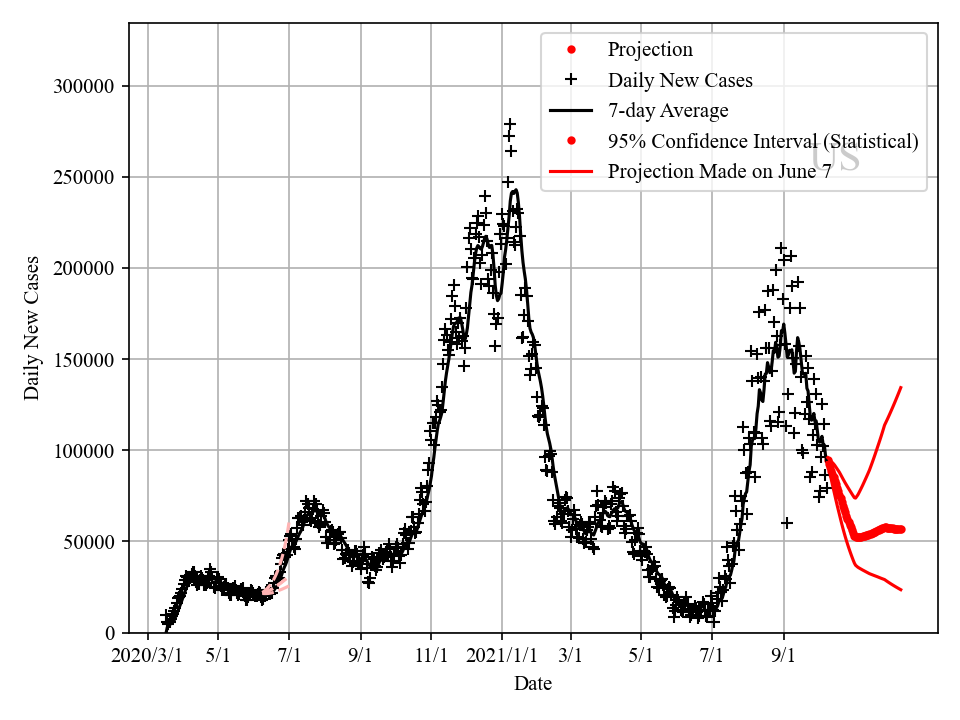 Projection
Daily New Cases
7-day Average
95% Confidence Interval (Statistical)
US
Projection Made on June 7
300000
250000
200000
150000
100000
50000
0
Daily New Cases
2020/3/1 5/1 7/1 9/1 11/1 2021/1/1 3/1 5/1 7/1 9/1
Date